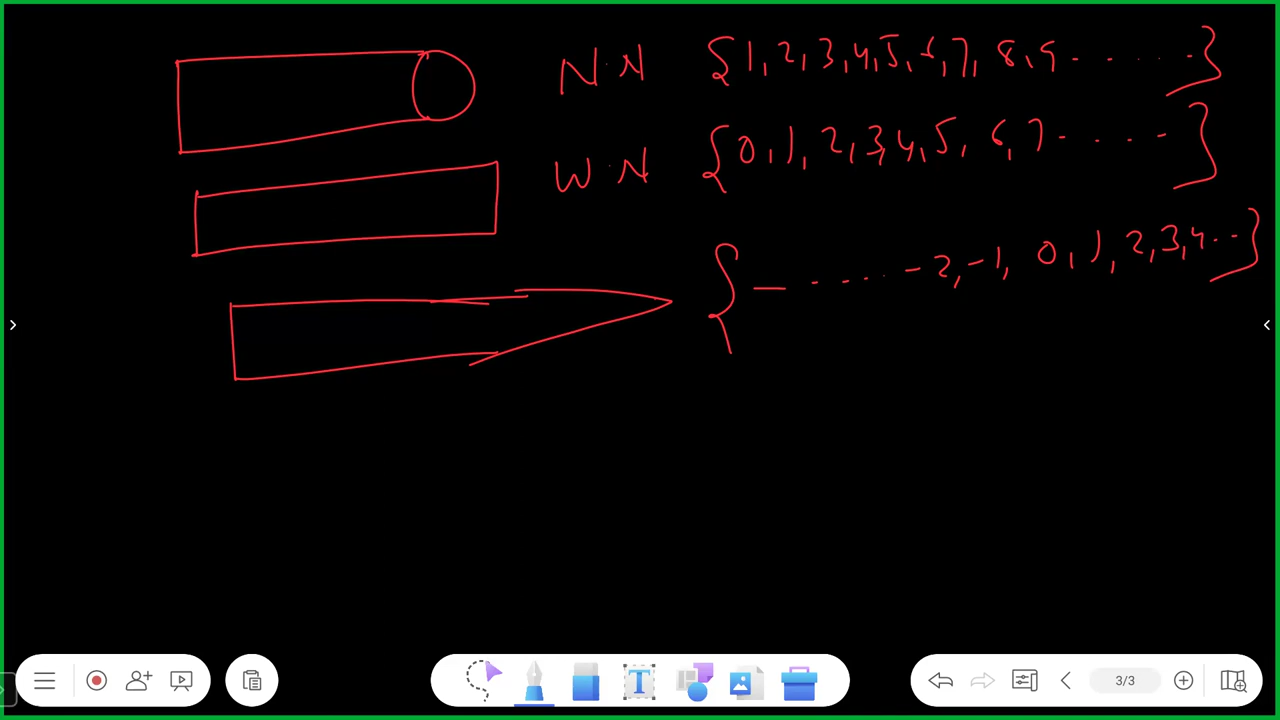 N.N {1, 2, 3, 4, 5, 6, 7, 8, 9 ......}
W.N {0, 1, 2, 3, 4, 5, 6, 7 .....}
{— ..... -2, -1, 0, 1, 2, 3, 4 ...}
3/3